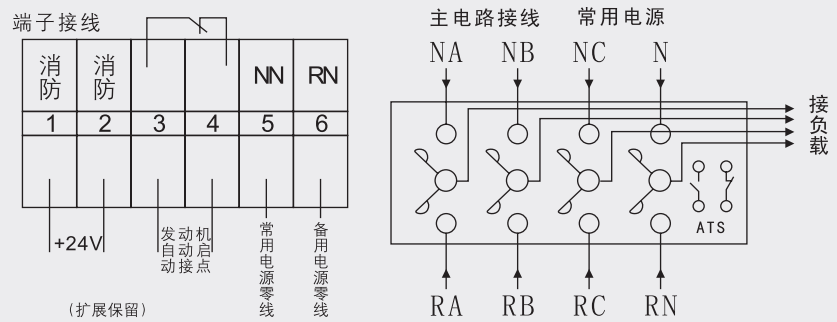 端子接线
消防 消防 NN RN
1 2 3 4 5 6
+24V
发动机
自动启
动接点
常用电源零线
备用电源零线
(扩展保留)
主电路接线 常用电源
NA NB NC N
接负载
ATS
RA RB RC RN